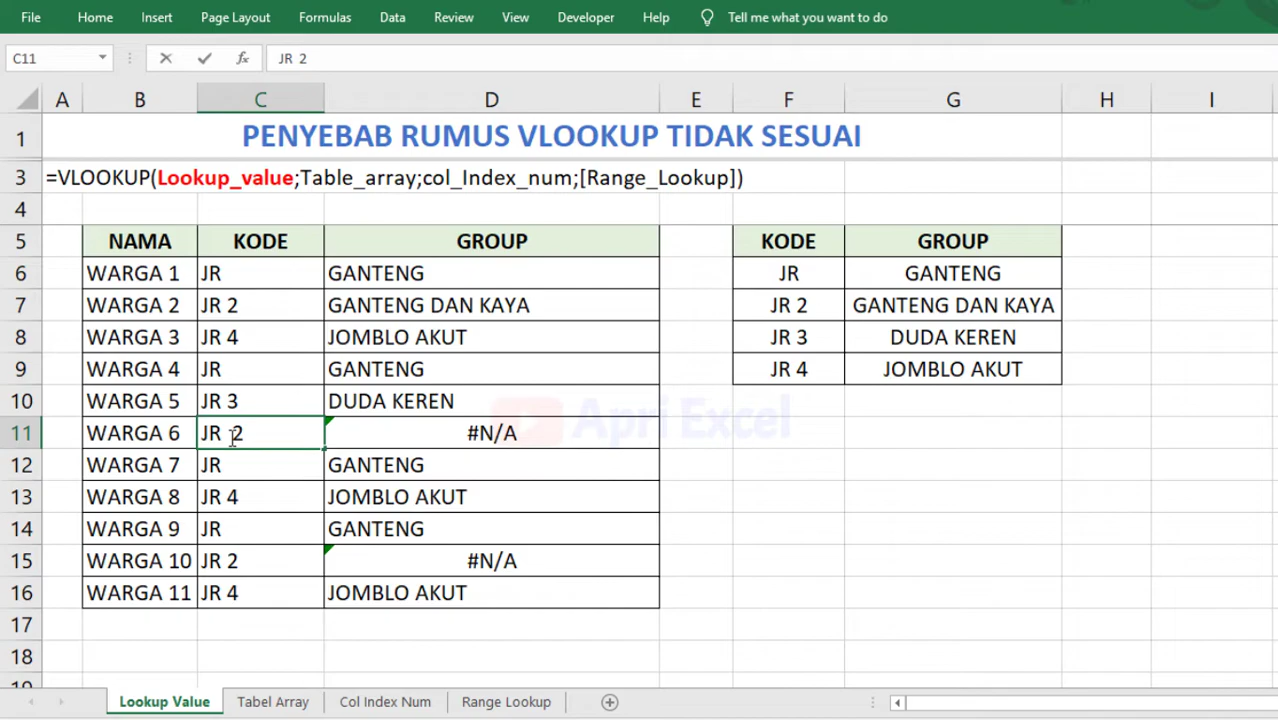 File Home Insert Page Layout Formulas Data Review View Developer Help Tell me what you want to do
C11 fx JR  2
A B C D E F G H I
1 PENYEBAB RUMUS VLOOKUP TIDAK SESUAI
3 =VLOOKUP(Lookup_value;Table_array;col_Index_num;[Range_Lookup])
4
5 NAMA KODE GROUP KODE GROUP
6 WARGA 1 JR GANTENG JR GANTENG
7 WARGA 2 JR 2 GANTENG DAN KAYA JR 2 GANTENG DAN KAYA
8 WARGA 3 JR 4 JOMBLO AKUT JR 3 DUDA KEREN
9 WARGA 4 JR GANTENG JR 4 JOMBLO AKUT
10 WARGA 5 JR 3 DUDA KEREN
Apri Excel
11 WARGA 6 JR  2 #N/A
12 WARGA 7 JR GANTENG
13 WARGA 8 JR 4 JOMBLO AKUT
14 WARGA 9 JR GANTENG
15 WARGA 10 JR 2 #N/A
16 WARGA 11 JR 4 JOMBLO AKUT
17
18
Lookup Value Tabel Array Col Index Num Range Lookup